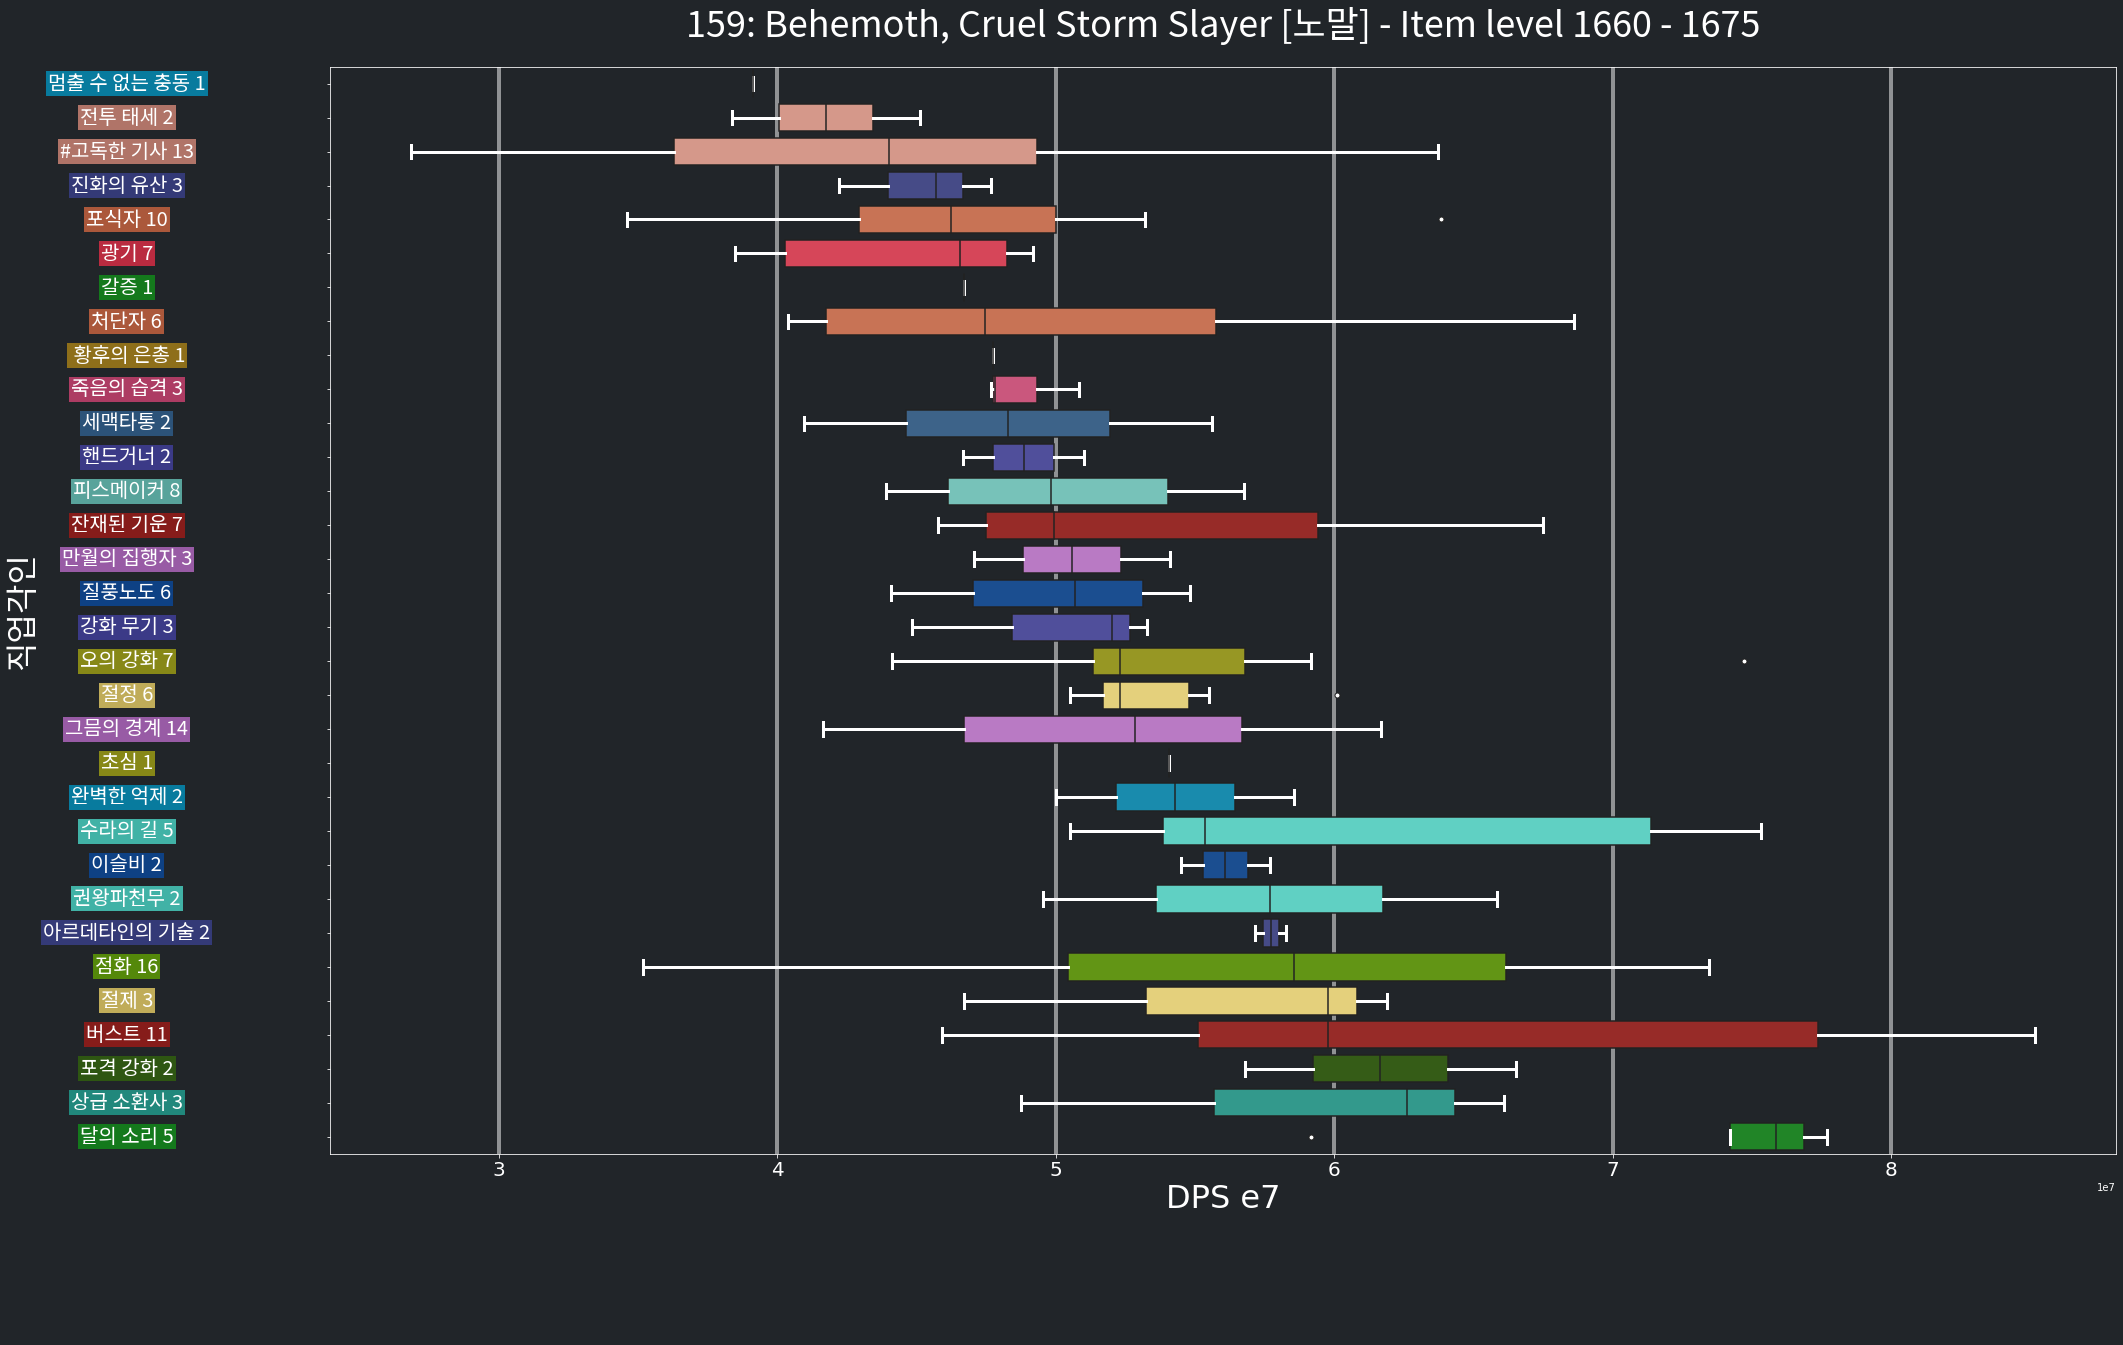 159: Behemoth, Cruel Storm Slayer [노말] - Item level 1660 - 1675
직업각인
멈출 수 없는 충동 1
전투 태세 2
#고독한 기사 13
진화의 유산 3
포식자 10
광기 7
갈증 1
처단자 6
황후의 은총 1
죽음의 습격 3
세맥타통 2
핸드거너 2
피스메이커 8
잔재된 기운 7
만월의 집행자 3
질풍노도 6
강화 무기 3
오의 강화 7
절정 6
그믐의 경계 14
초심 1
완벽한 억제 2
수라의 길 5
이슬비 2
권왕파천무 2
아르데타인의 기술 2
점화 16
절제 3
버스트 11
포격 강화 2
상급 소환사 3
달의 소리 5
3 4 5 6 7 8
1e7
DPS e7